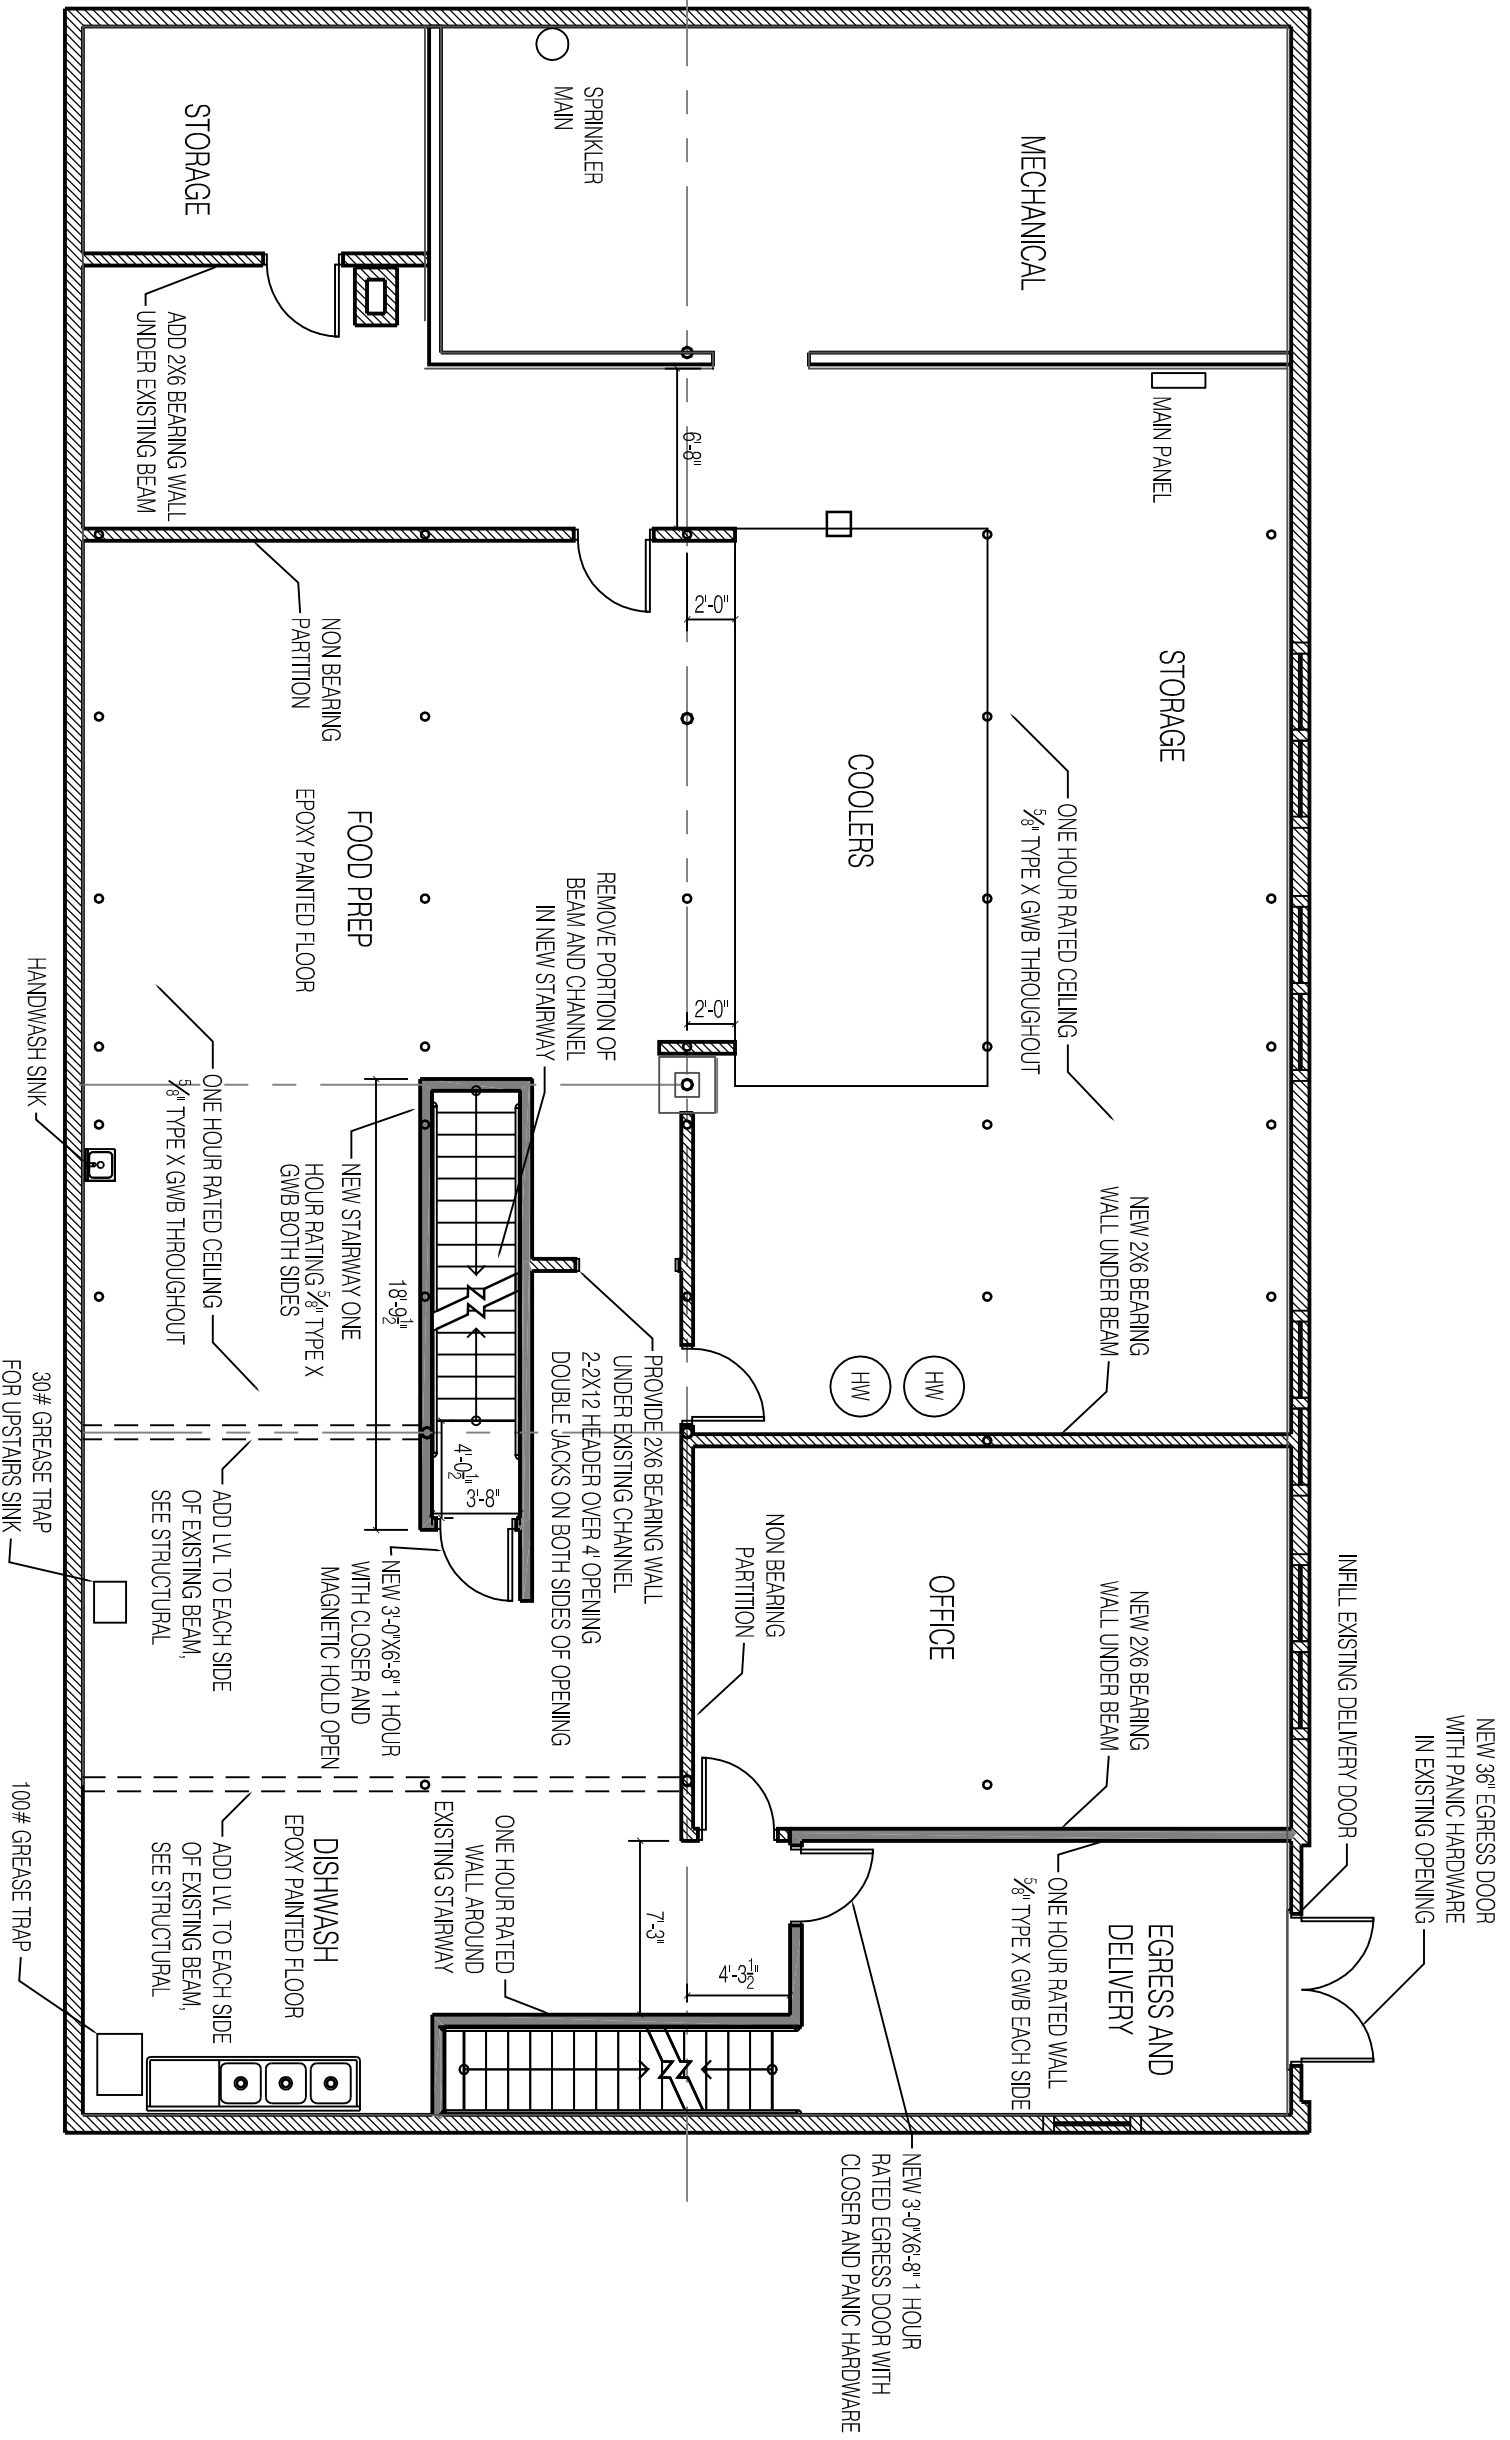 NEW 36" EGRESS DOOR
WITH PANIC HARDWARE
IN EXISTING OPENING
INFILL EXISTING DELIVERY DOOR
MECHANICAL
SPRINKLER
MAIN
STORAGE
MAIN PANEL
STORAGE
ADD 2X6 BEARING WALL
UNDER EXISTING BEAM
6'-8"
2'-0"
NON BEARING
PARTITION
COOLERS
ONE HOUR RATED CEILING
5/8" TYPE X GWB THROUGHOUT
FOOD PREP
EPOXY PAINTED FLOOR
REMOVE PORTION OF
BEAM AND CHANNEL
IN NEW STAIRWAY
2'-0"
HANDWASH SINK
ONE HOUR RATED CEILING
5/8" TYPE X GWB THROUGHOUT
NEW STAIRWAY ONE
HOUR RATING 5/8" TYPE X
GWB BOTH SIDES
18'-9 1/2"
NEW 2X6 BEARING
WALL UNDER BEAM
HW
HW
PROVIDE 2X6 BEARING WALL
UNDER EXISTING CHANNEL
2-2X12 HEADER OVER 4' OPENING
DOUBLE JACKS ON BOTH SIDES OF OPENING
4'-0 1/2"
3'-8"
30# GREASE TRAP
FOR UPSTAIRS SINK
ADD LVL TO EACH SIDE
OF EXISTING BEAM,
SEE STRUCTURAL
NEW 3'-0"X6'-8" 1 HOUR
WITH CLOSER AND
MAGNETIC HOLD OPEN
NON BEARING
PARTITION
OFFICE
NEW 2X6 BEARING
WALL UNDER BEAM
100# GREASE TRAP
DISHWASH
EPOXY PAINTED FLOOR
ADD LVL TO EACH SIDE
OF EXISTING BEAM,
SEE STRUCTURAL
ONE HOUR RATED
WALL AROUND
EXISTING STAIRWAY
7'-3"
4'-3 1/2"
EGRESS AND
DELIVERY
ONE HOUR RATED WALL
5/8" TYPE X GWB EACH SIDE
NEW 3'-0"X6'-8" 1 HOUR
RATED EGRESS DOOR WITH
CLOSER AND PANIC HARDWARE